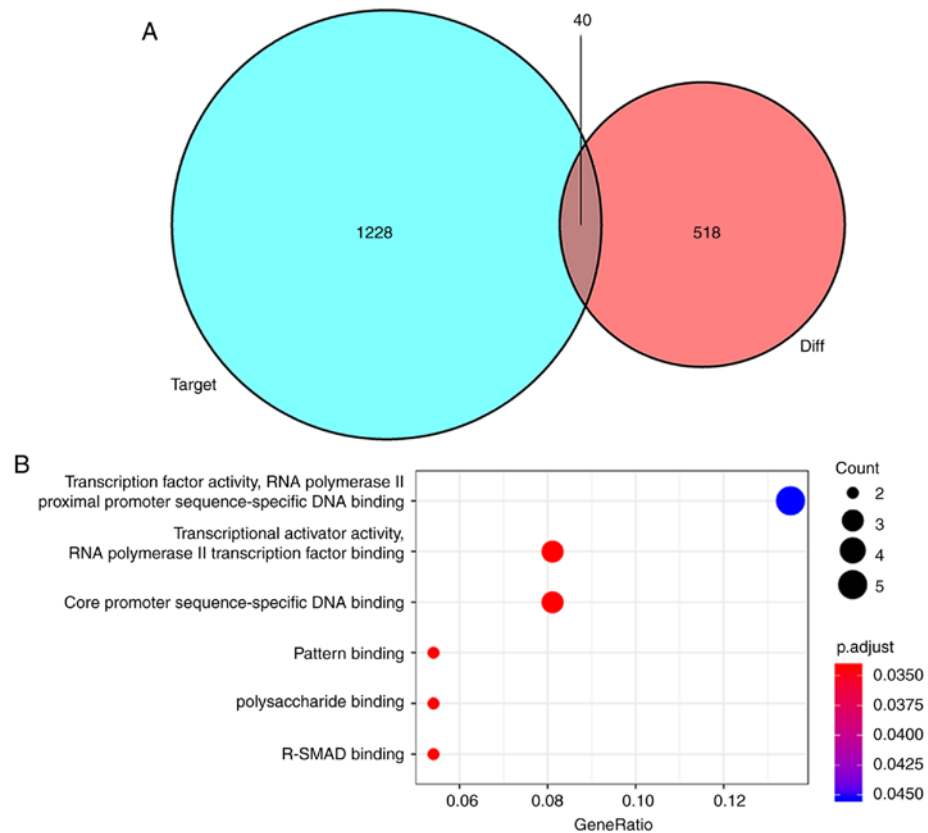 A
40
1228
518
Target
Diff
B
Transcription factor activity, RNA polymerase II
proximal promoter sequence-specific DNA binding
Transcriptional activator activity,
RNA polymerase II transcription factor binding
Core promoter sequence-specific DNA binding
Pattern binding
polysaccharide binding
R-SMAD binding
0.06
0.08
0.10
0.12
GeneRatio
Count
2
3
4
5
p.adjust
0.0350
0.0375
0.0400
0.0425
0.0450